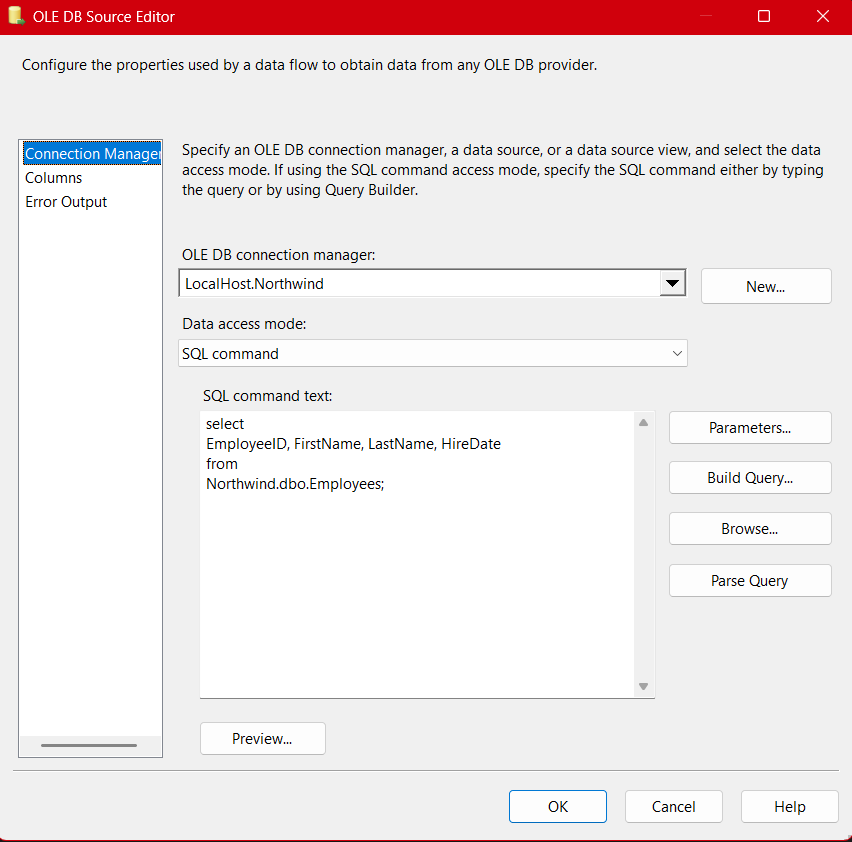 OLE DB Source Editor
Configure the properties used by a data flow to obtain data from any OLE DB provider.
Connection Manager
Columns
Error Output
Specify an OLE DB connection manager, a data source, or a data source view, and select the data
access mode. If using the SQL command access mode, specify the SQL command either by typing
the query or by using Query Builder.
OLE DB connection manager:
LocalHost.Northwind
New...
Data access mode:
SQL command
SQL command text:
select
EmployeeID, FirstName, LastName, HireDate
from
Northwind.dbo.Employees;
Parameters...
Build Query...
Browse...
Parse Query
Preview...
OK
Cancel
Help